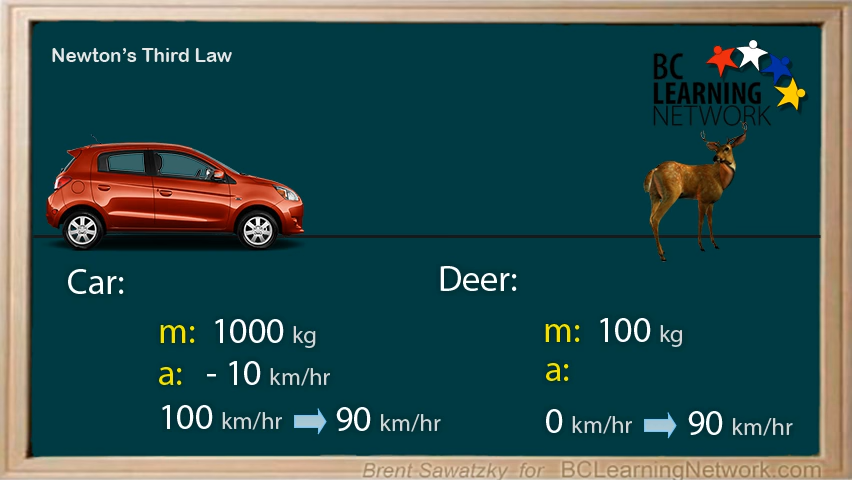 Newton's Third Law
BC
LEARNING
NETWORK
Car:
m: 1000 kg
a: - 10 km/hr
100 km/hr 90 km/hr
Deer:
m: 100 kg
a:
0 km/hr 90 km/hr
Brent Sawatzky for BCLearningNetwork.com